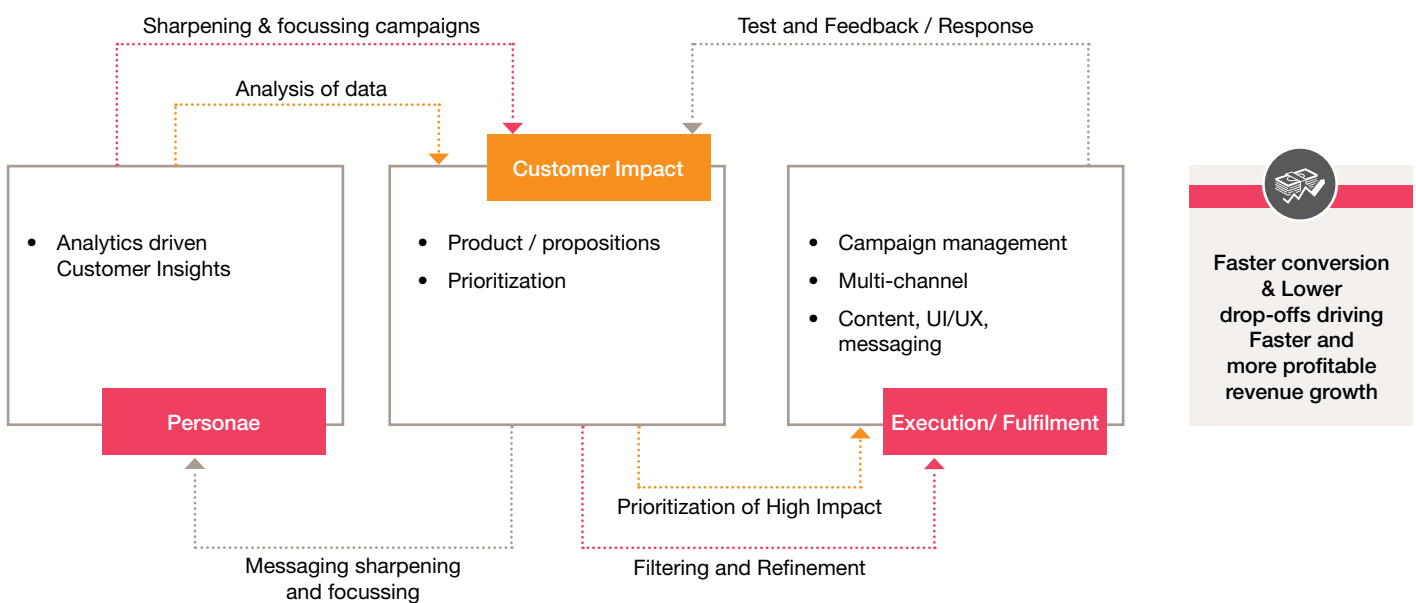 Sharpening & focussing campaigns
Test and Feedback / Response
Analysis of data
Customer Impact
• Analytics driven
Customer Insights
Personae
• Product / propositions
• Prioritization
• Campaign management
• Multi-channel
• Content, UI/UX,
messaging
Execution/ Fulfilment
Faster conversion
& Lower
drop-offs driving
Faster and
more profitable
revenue growth
Prioritization of High Impact
Messaging sharpening
and focussing
Filtering and Refinement